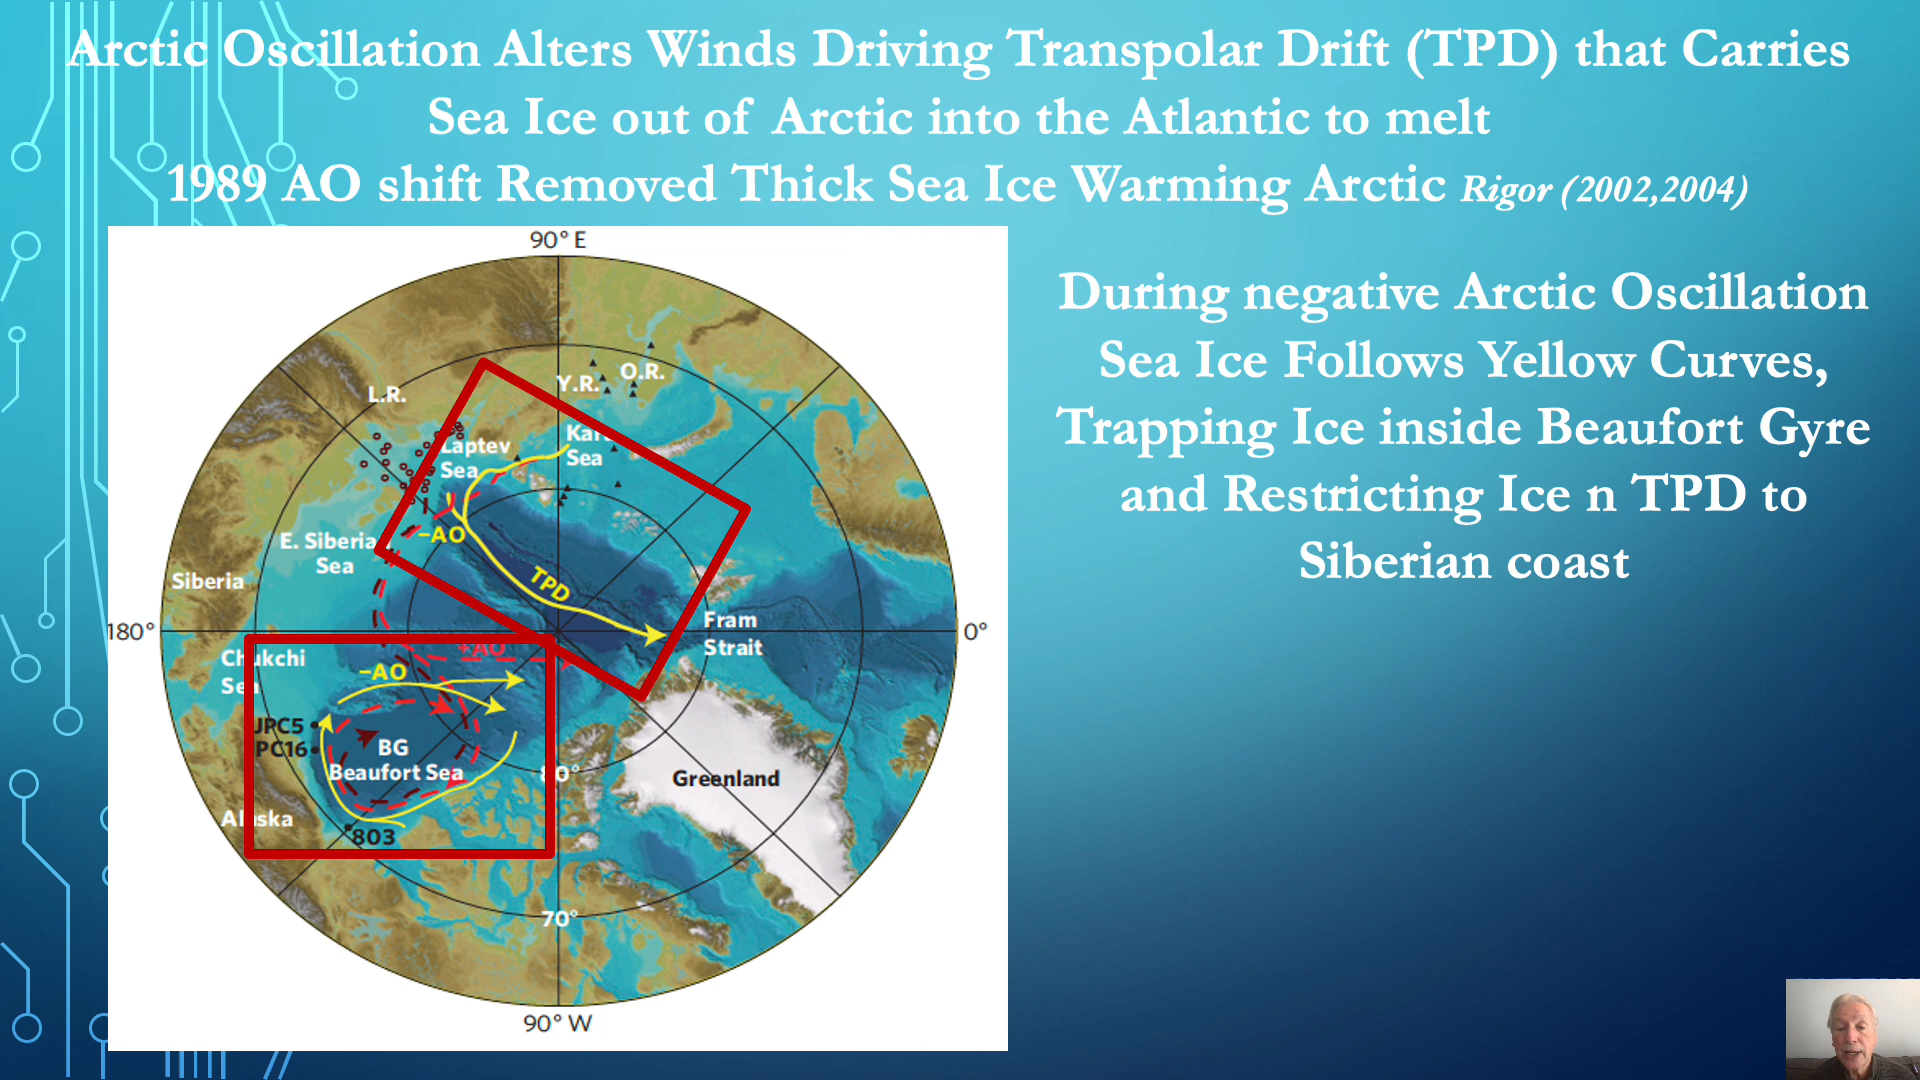 Arctic Oscillation Alters Winds Driving Transpolar Drift (TPD) that Carries
Sea Ice out of Arctic into the Atlantic to melt
1989 AO shift Removed Thick Sea Ice Warming Arctic Rigor (2002,2004)
During negative Arctic Oscillation
Sea Ice Follows Yellow Curves,
Trapping Ice inside Beaufort Gyre
and Restricting Ice n TPD to
Siberian coast
90° E
O.R.
Y.R.
L.R.
Kara
Sea
Laptev
Sea
–AO
E. Siberia
Sea
Siberia
TPD
Fram
Strait
180°
0°
+AO
Chukchi
Sea
–AO
JPC5
PC16
BG
Beaufort Sea
80°
Greenland
Alaska
803
70°
90° W